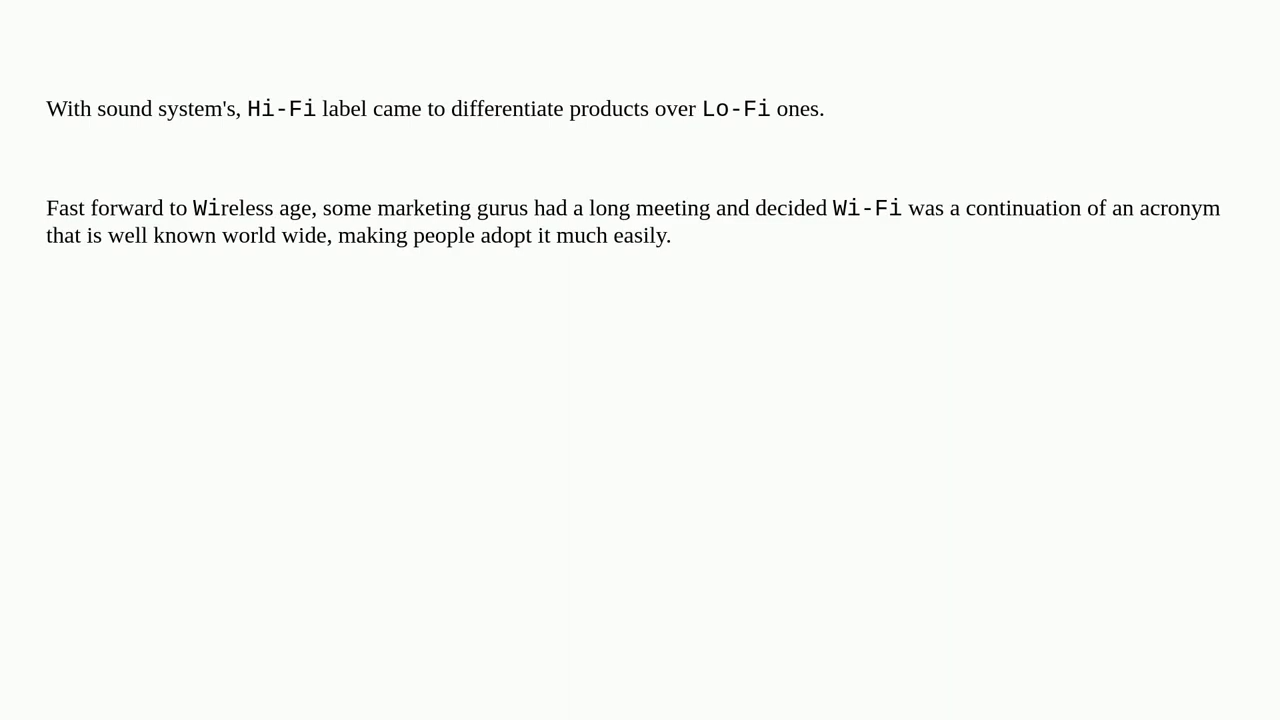 With sound system's, Hi-Fi label came to differentiate products over Lo-Fi ones.
Fast forward to Wireless age, some marketing gurus had a long meeting and decided Wi-Fi was a continuation of an acronym
that is well known world wide, making people adopt it much easily.